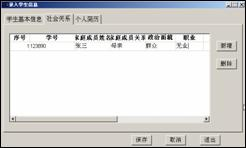 录入学生信息
学生基本信息 社会关系 个人简历
序号 学号 家庭成员姓名 家庭成员关系 政治面貌 职业
1123890 张三 母亲 群众 无业
新增
删除
保存 取消 退出